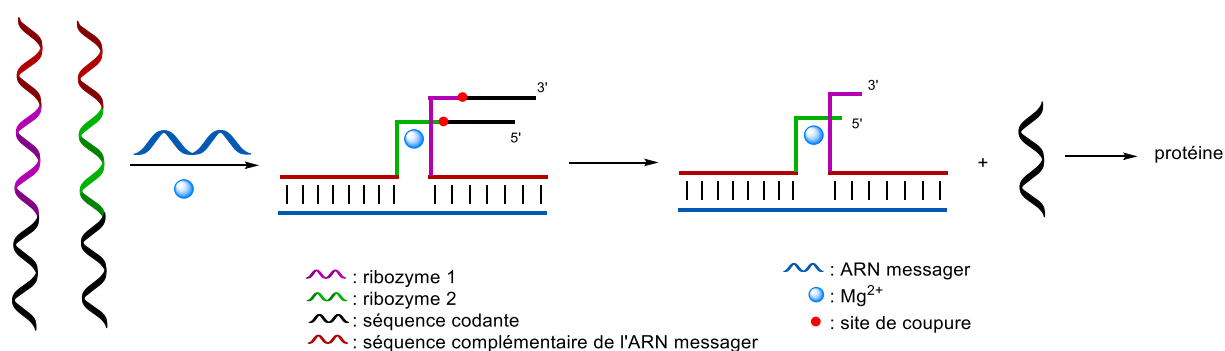 3'
5'
3'
5'
+
protéine
: ribozyme 1
: ribozyme 2
: séquence codante
: séquence complémentaire de l'ARN messager
: ARN messager
: Mg²⁺
: site de coupure